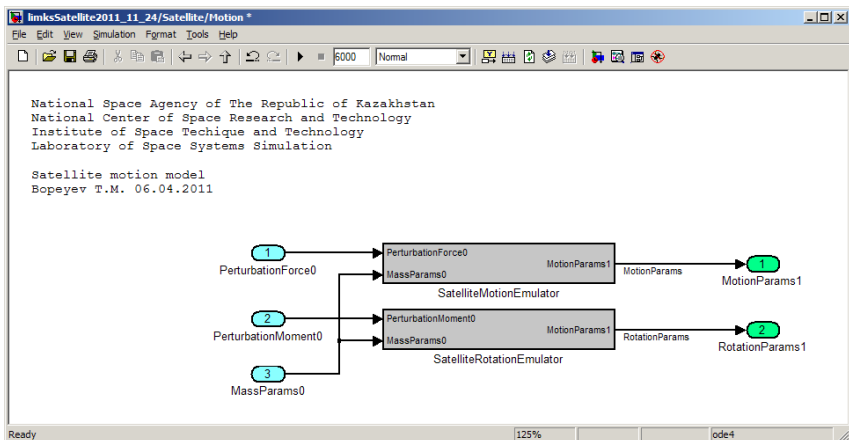 limksSatellite2011_11_24/Satellite/Motion *
File Edit View Simulation Format Tools Help
6000 Normal
National Space Agency of The Republic of Kazakhstan
National Center of Space Research and Technology
Institute of Space Techique and Technology
Laboratory of Space Systems Simulation
Satellite motion model
Bopeyev T.M. 06.04.2011
1
PerturbationForce0
PerturbationForce0
MassParams0
MotionParams1
SatelliteMotionEmulator
MotionParams
1
MotionParams1
2
PerturbationMoment0
PerturbationMoment0
MassParams0
MotionParams1
SatelliteRotationEmulator
RotationParams
2
RotationParams1
3
MassParams0
Ready 125% ode4